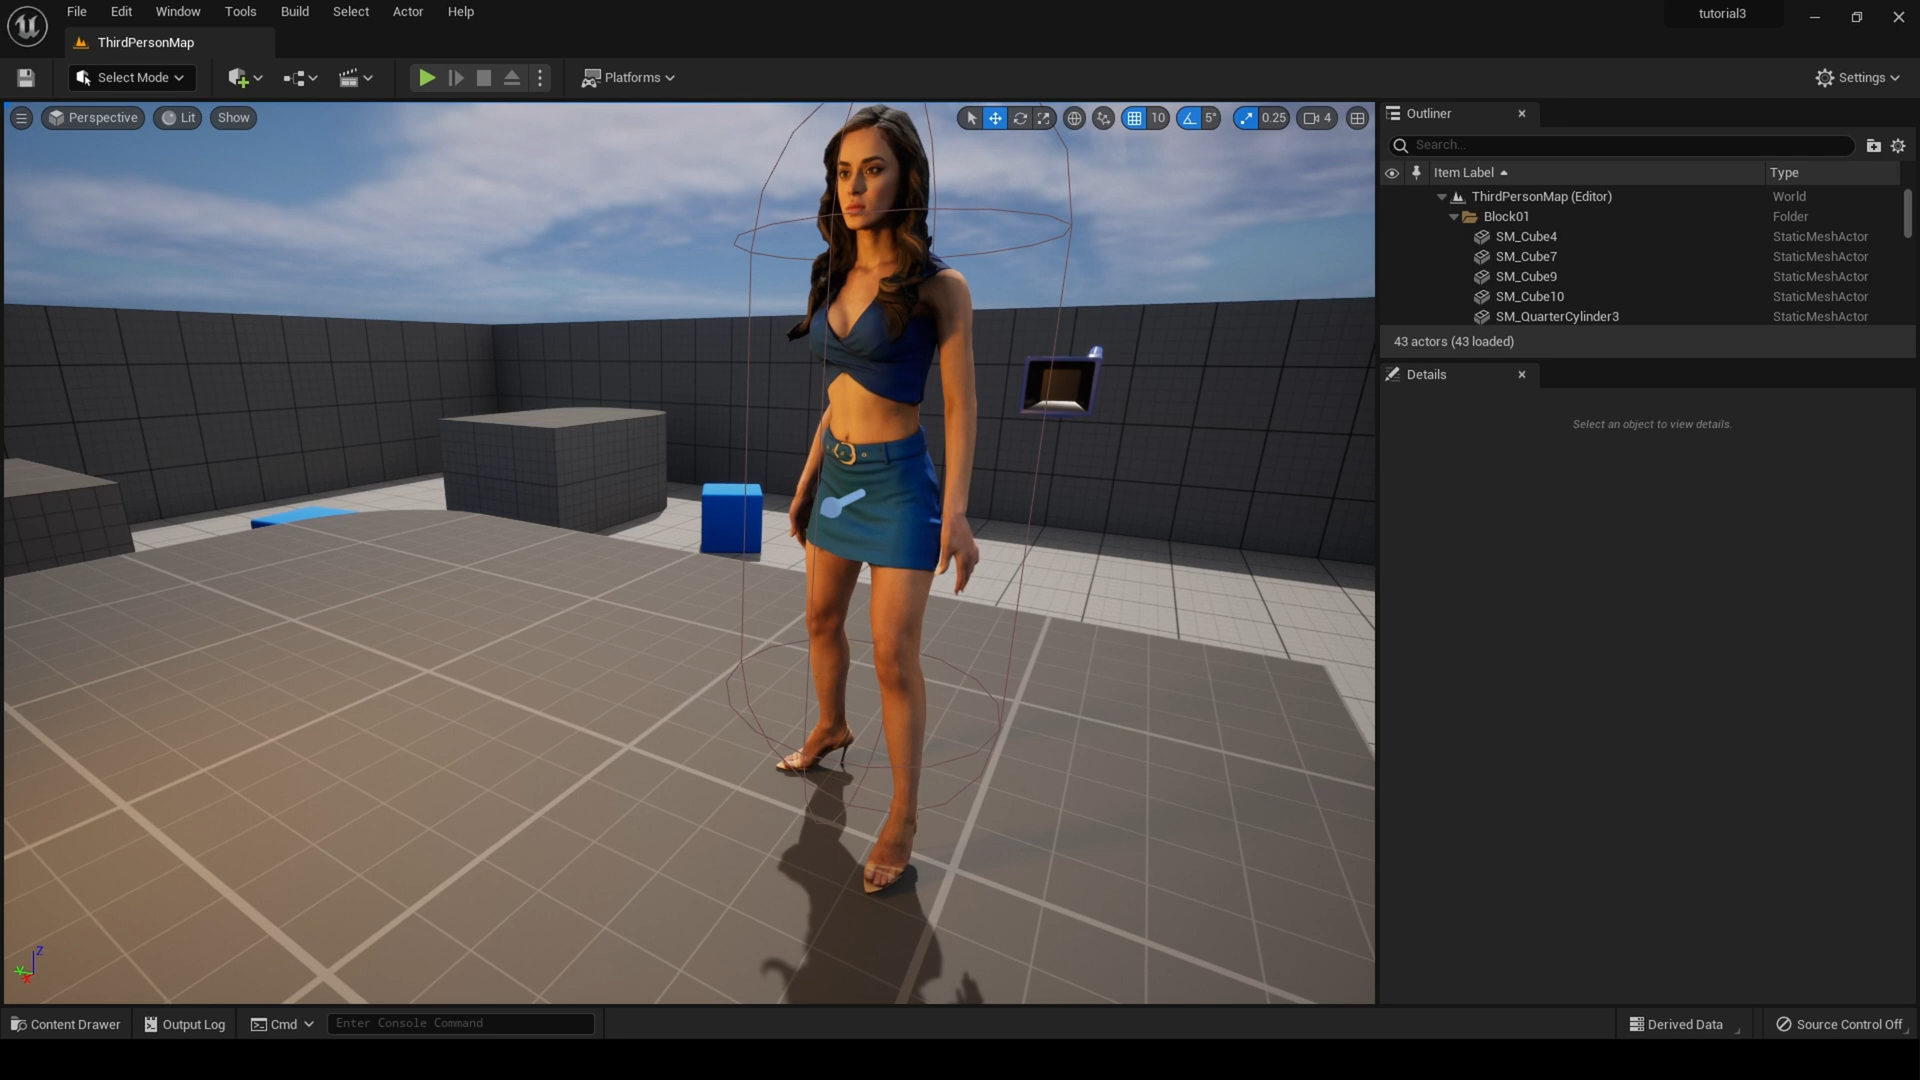 File Edit Window Tools Build Select Actor Help
tutorial3
ThirdPersonMap
Select Mode
Platforms
Settings
Perspective Lit Show
10 5° 0.25 4
Outliner
Search...
Item Label Type
ThirdPersonMap (Editor) World
Block01 Folder
SM_Cube4 StaticMeshActor
SM_Cube7 StaticMeshActor
SM_Cube9 StaticMeshActor
SM_Cube10 StaticMeshActor
SM_QuarterCylinder3 StaticMeshActor
43 actors (43 loaded)
Details
Select an object to view details.
Z
Y
X
Content Drawer Output Log Cmd Enter Console Command Derived Data Source Control Off